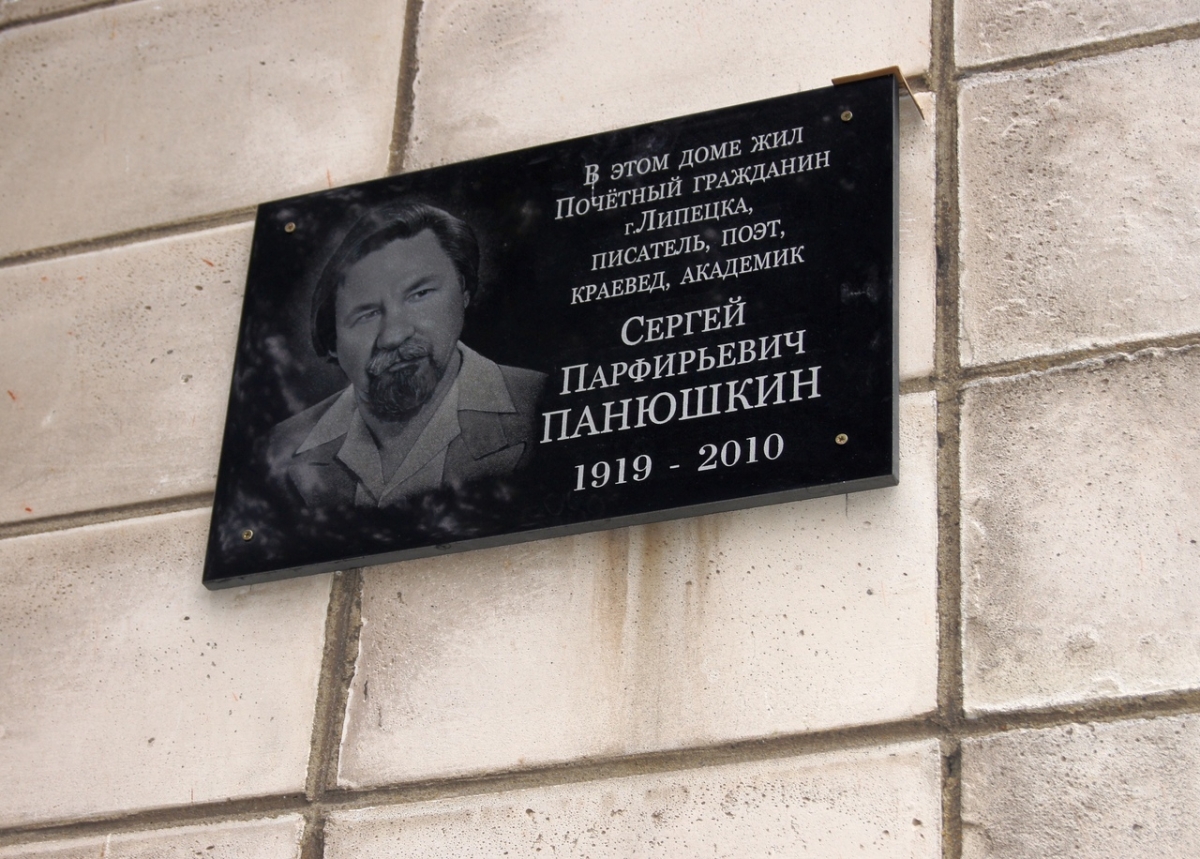 В ЭТОМ ДОМЕ ЖИЛ
ПОЧЁТНЫЙ ГРАЖДАНИН
г.ЛИПЕЦКА,
ПИСАТЕЛЬ, ПОЭТ,
КРАЕВЕД, АКАДЕМИК
СЕРГЕЙ
ПАРФИРЬЕВИЧ
ПАНЮШКИН
1919 - 2010